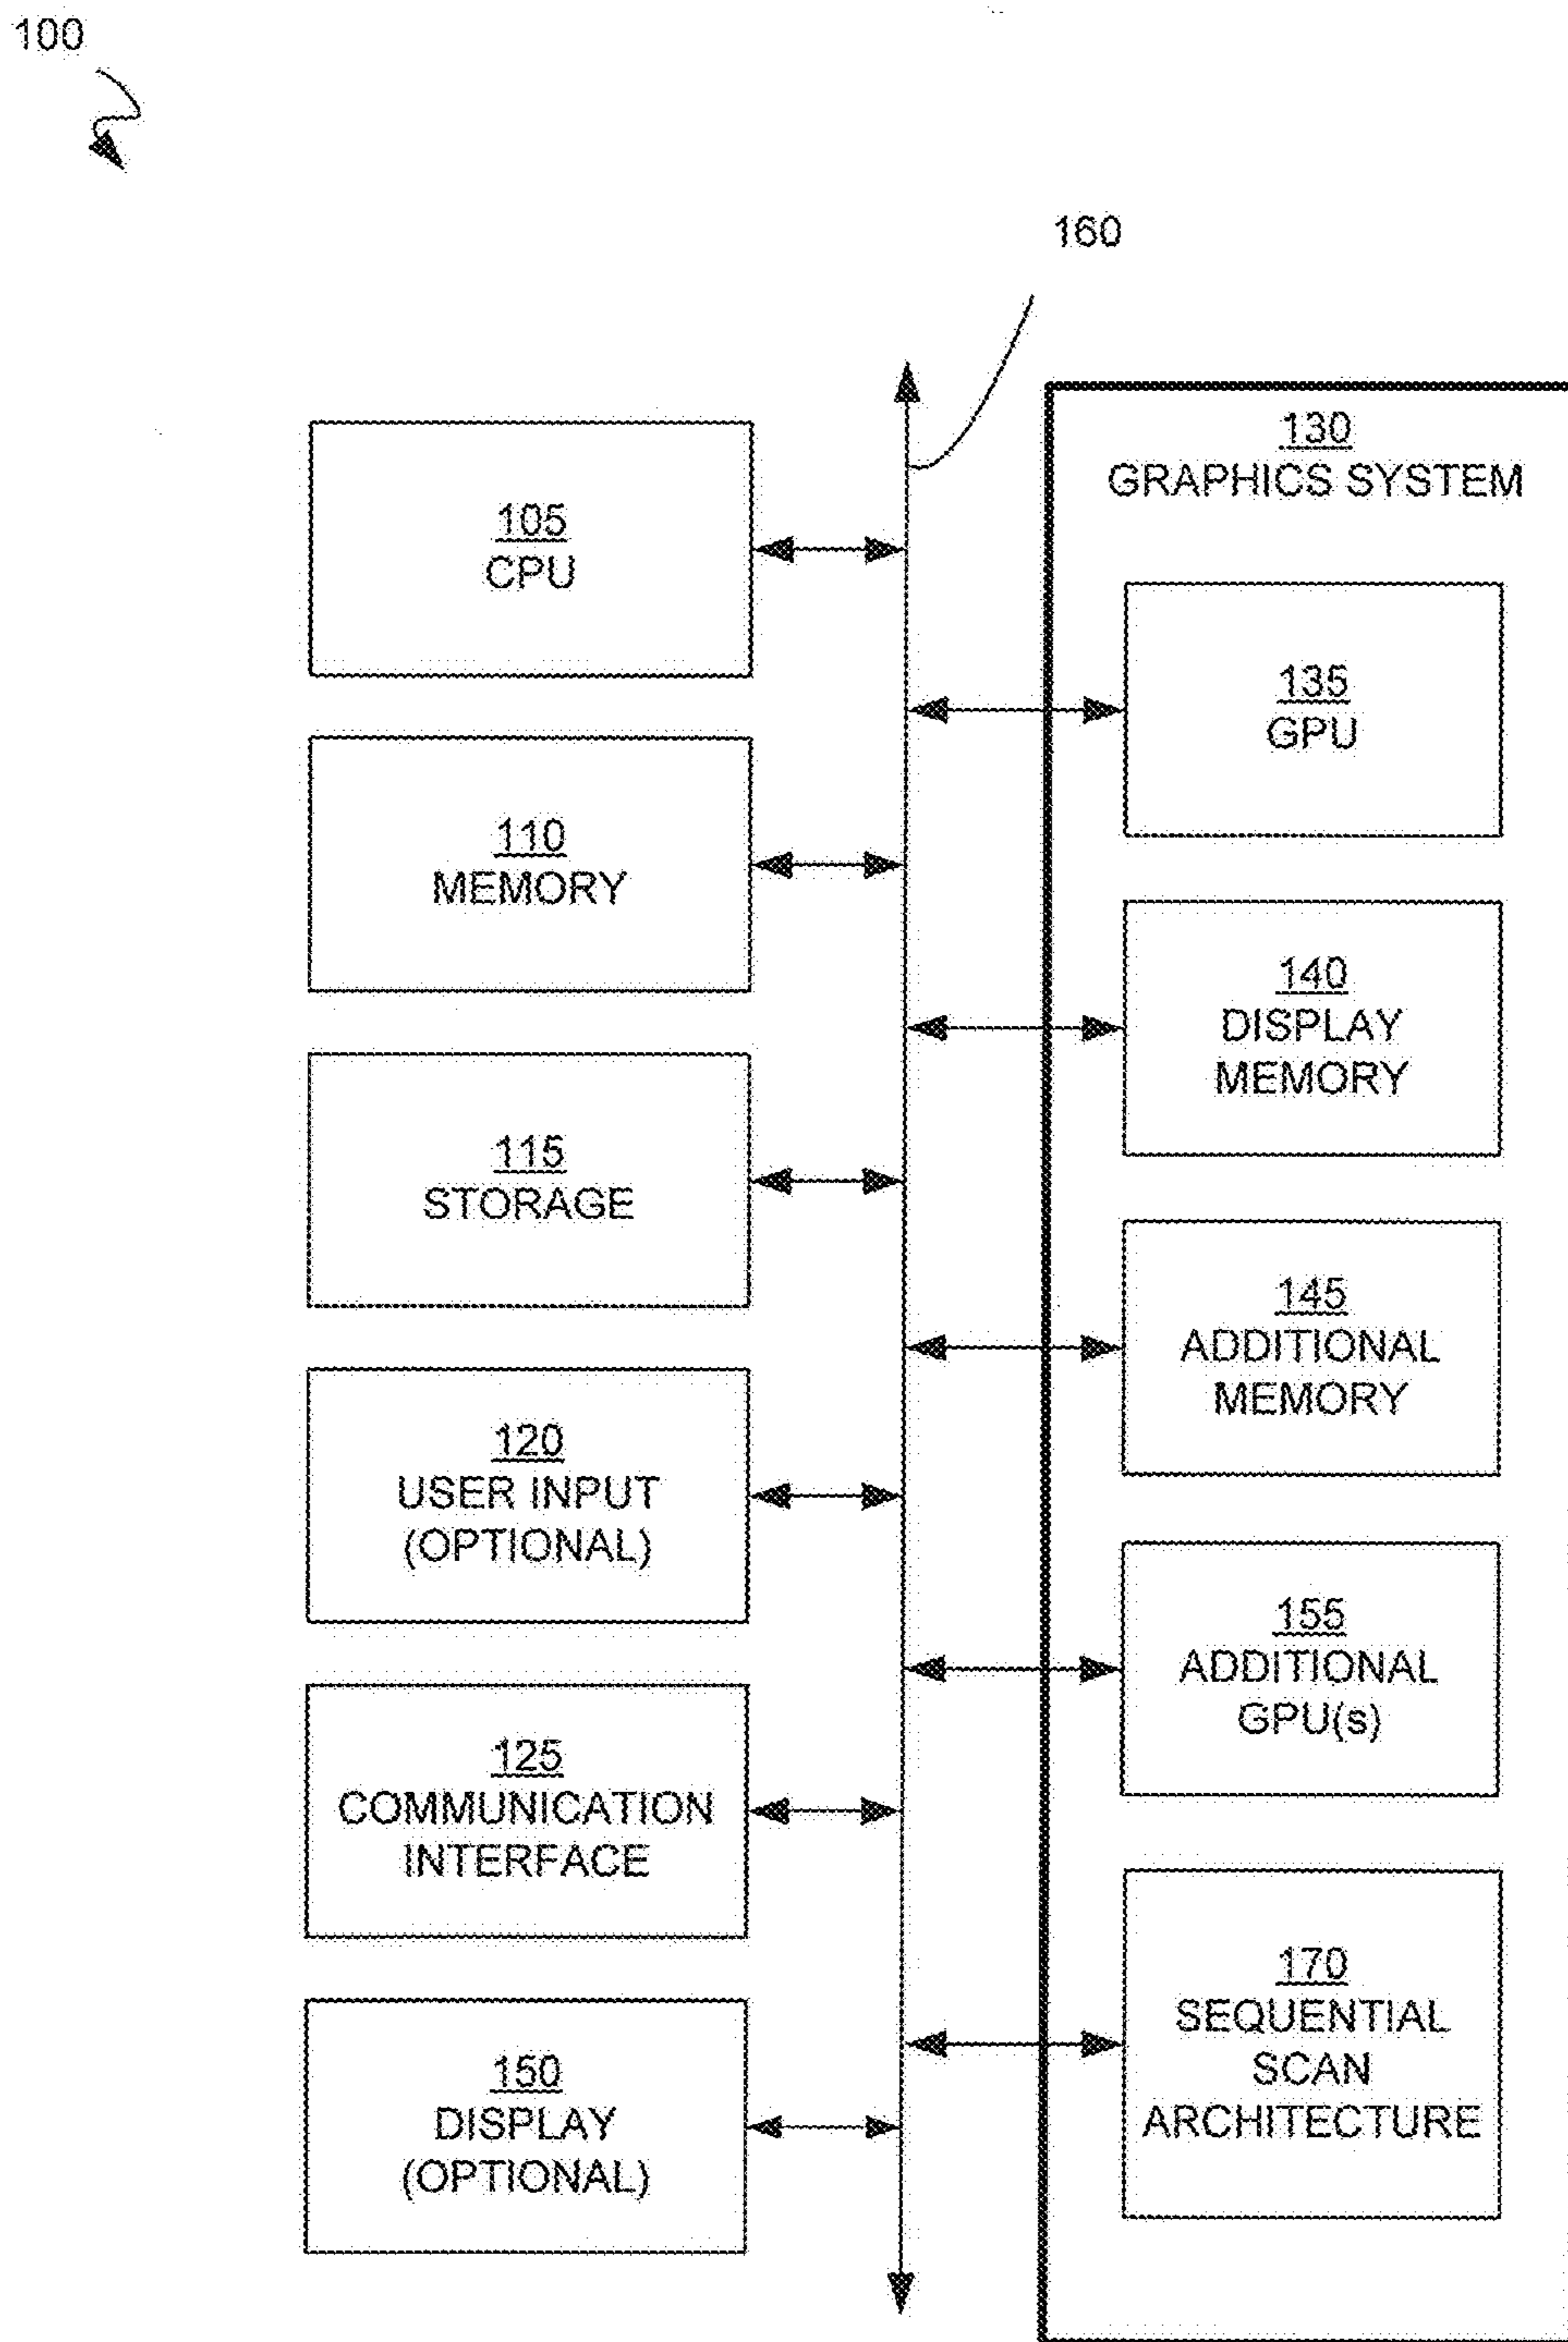 100
160
105
CPU
110
MEMORY
115
STORAGE
120
USER INPUT
(OPTIONAL)
125
COMMUNICATION
INTERFACE
150
DISPLAY
(OPTIONAL)
130
GRAPHICS SYSTEM
135
GPU
140
DISPLAY
MEMORY
145
ADDITIONAL
MEMORY
155
ADDITIONAL
GPU(s)
170
SEQUENTIAL
SCAN
ARCHITECTURE